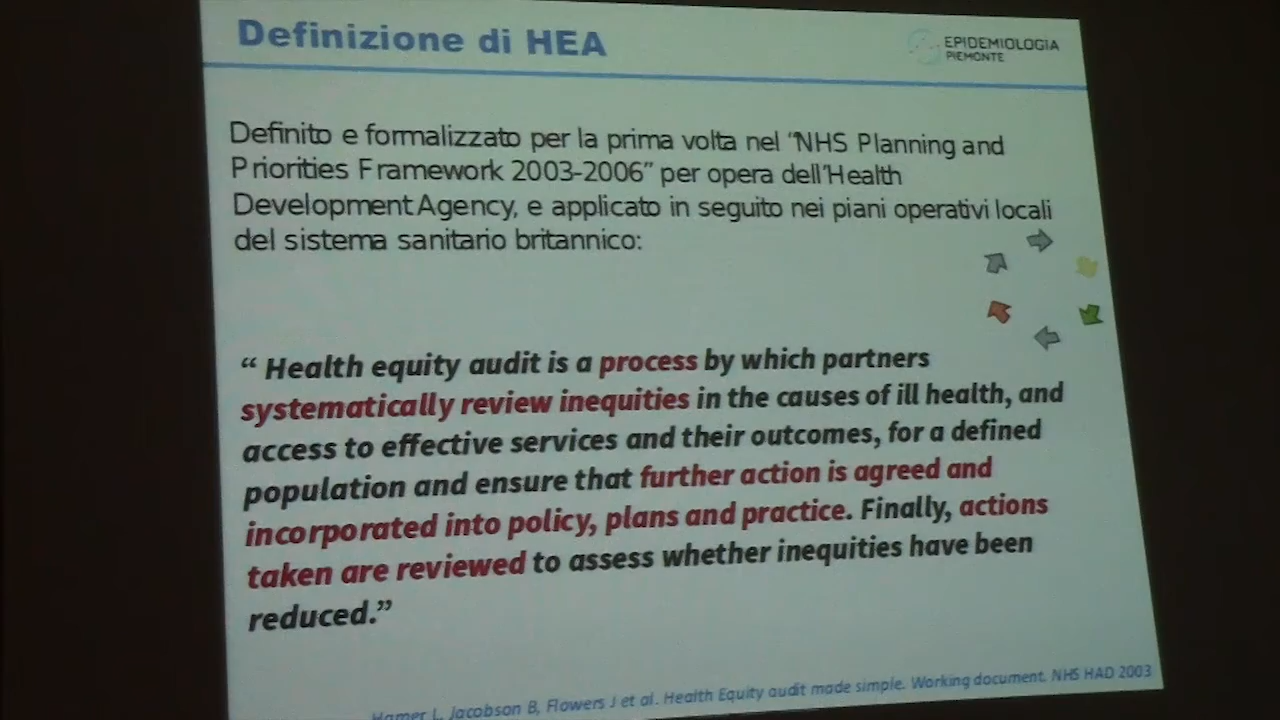 Definizione di HEA
EPIDEMIOLOGIA
PIEMONTE
Definito e formalizzato per la prima volta nel “NHS Planning and
Priorities Framework 2003-2006” per opera dell’Health
Development Agency, e applicato in seguito nei piani operativi locali
del sistema sanitario britannico:
“ Health equity audit is a process by which partners
systematically review inequities in the causes of ill health, and
access to effective services and their outcomes, for a defined
population and ensure that further action is agreed and
incorporated into policy, plans and practice. Finally, actions
taken are reviewed to assess whether inequities have been
reduced.”
Hamer L, Jacobson B, Flowers J et al. Health Equity audit made simple. Working document. NHS HAD 2003